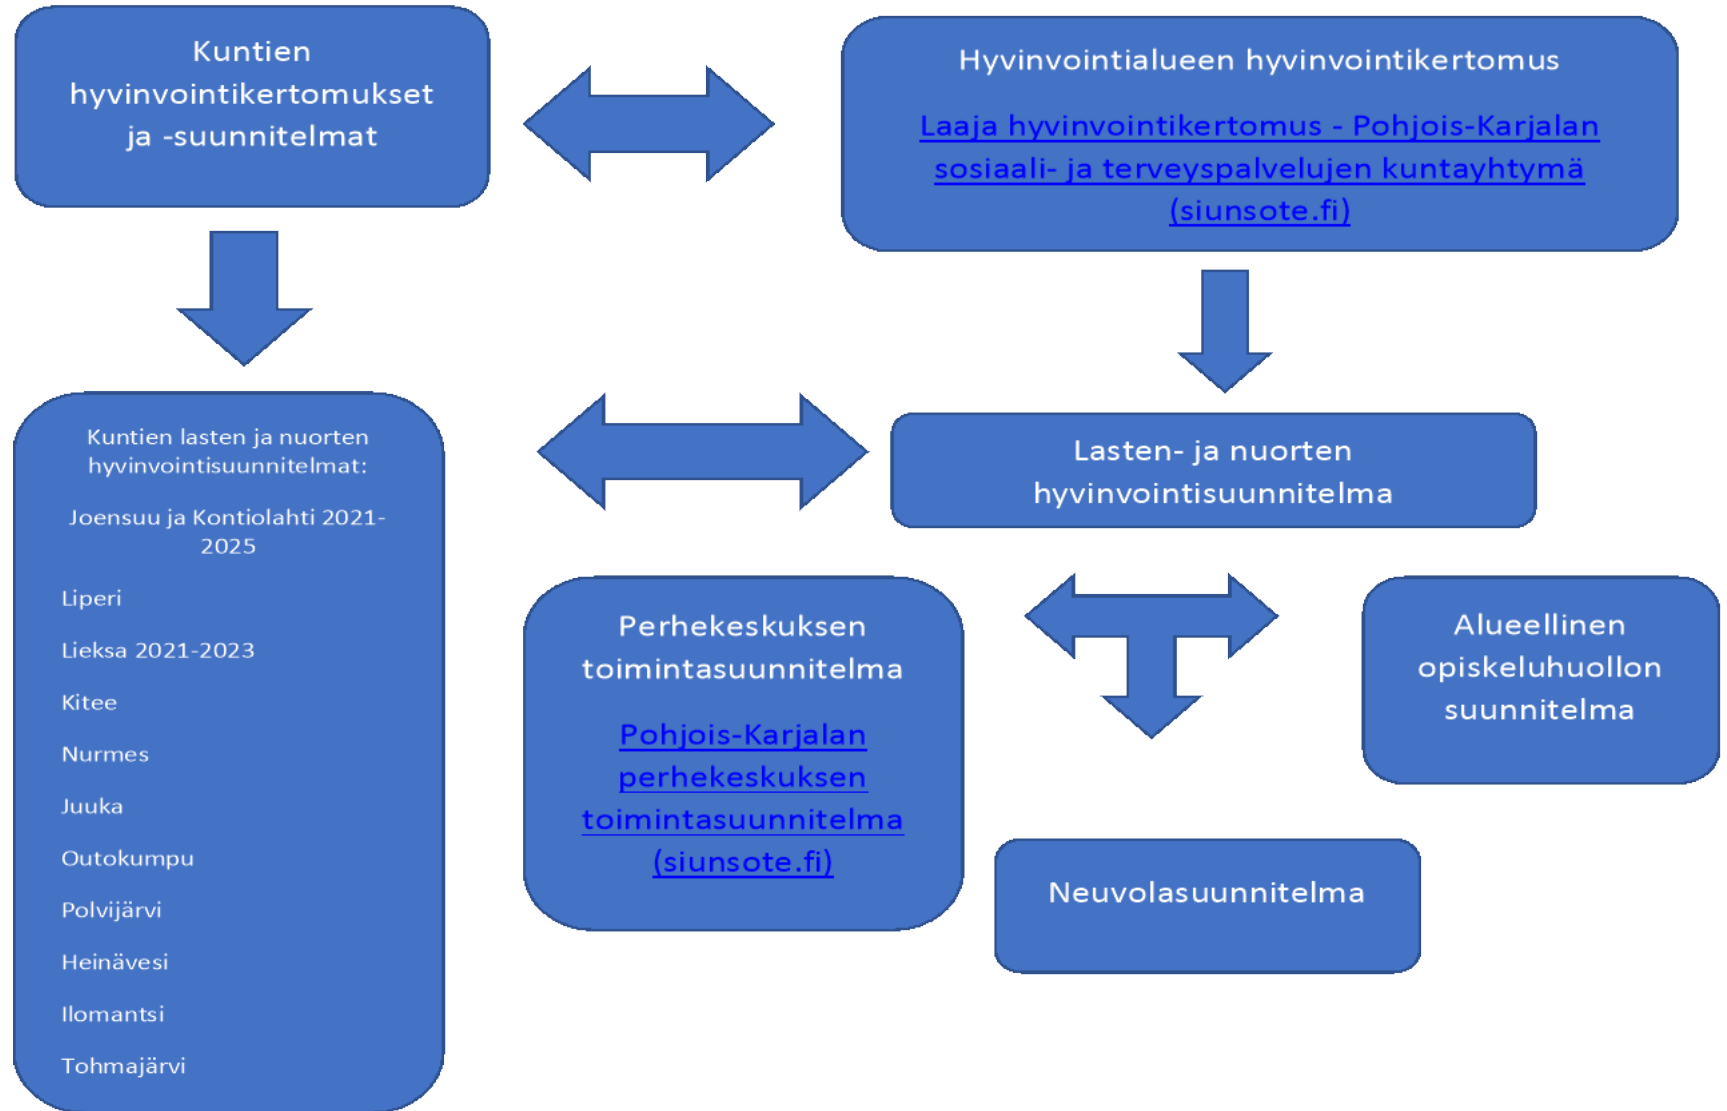 Kuntien
hyvinvointikertomukset
ja -suunnitelmat
Hyvinvointialueen hyvinvointikertomus
Laaja hyvinvointikertomus - Pohjois-Karjalan
sosiaali- ja terveyspalvelujen kuntayhtymä
(siunsote.fi)
Kuntien lasten ja nuorten
hyvinvointisuunnitelmat:
Joensuu ja Kontiolahti 2021-
2025
Liperi
Lieksa 2021-2023
Kitee
Nurmes
Juuka
Outokumpu
Polvijärvi
Heinävesi
Ilomantsi
Tohmajärvi
Lasten- ja nuorten
hyvinvointisuunnitelma
Perhekeskuksen
toimintasuunnitelma
Pohjois-Karjalan
perhekeskuksen
toimintasuunnitelma
(siunsote.fi)
Alueellinen
opiskeluhuollon
suunnitelma
Neuvolasuunnitelma